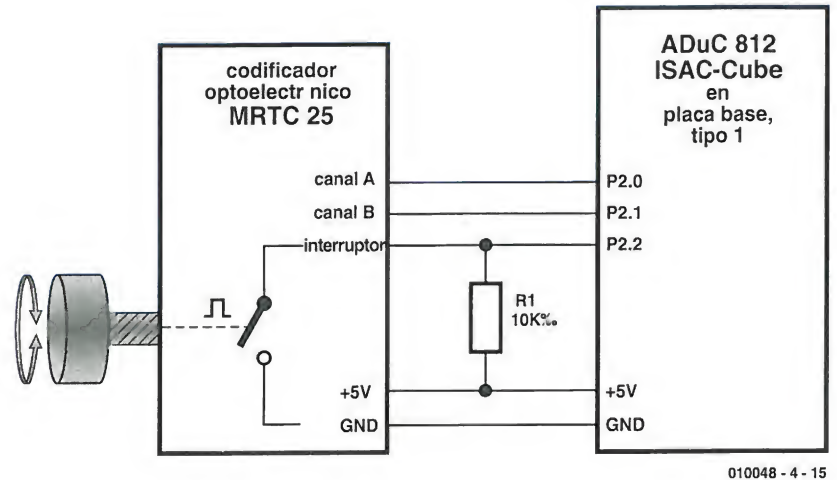 codificador
optoelectr nico
MRTC 25
canal A
canal B
interruptor
+5V
GND
R1
10K‰
ADuC 812
ISAC-Cube
en
placa base,
tipo 1
P2.0
P2.1
P2.2
+5V
GND
010048 - 4 - 15